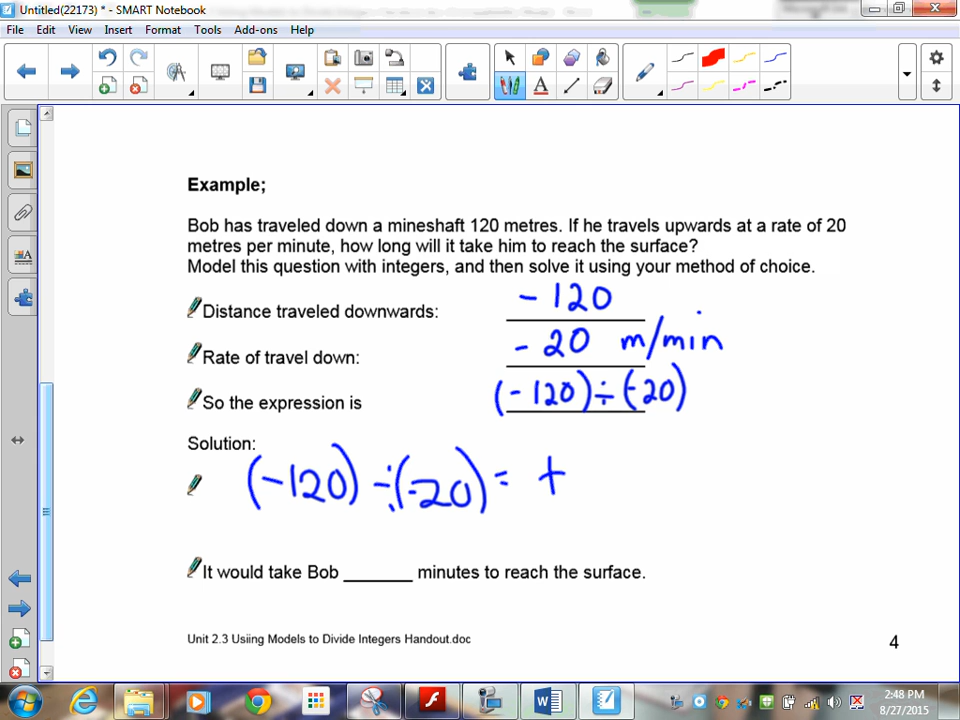 Untitled(22173) * - SMART Notebook
File Edit View Insert Format Tools Add-ons Help
Example;
Bob has traveled down a mineshaft 120 metres. If he travels upwards at a rate of 20
metres per minute, how long will it take him to reach the surface?
Model this question with integers, and then solve it using your method of choice.
Distance traveled downwards: -120
Rate of travel down: -20 m/min
So the expression is (-120)÷(-20)
Solution:
(-120) ÷(-20) = +
It would take Bob _______ minutes to reach the surface.
Unit 2.3 Usiing Models to Divide Integers Handout.doc
4
2:48 PM
8/27/2015